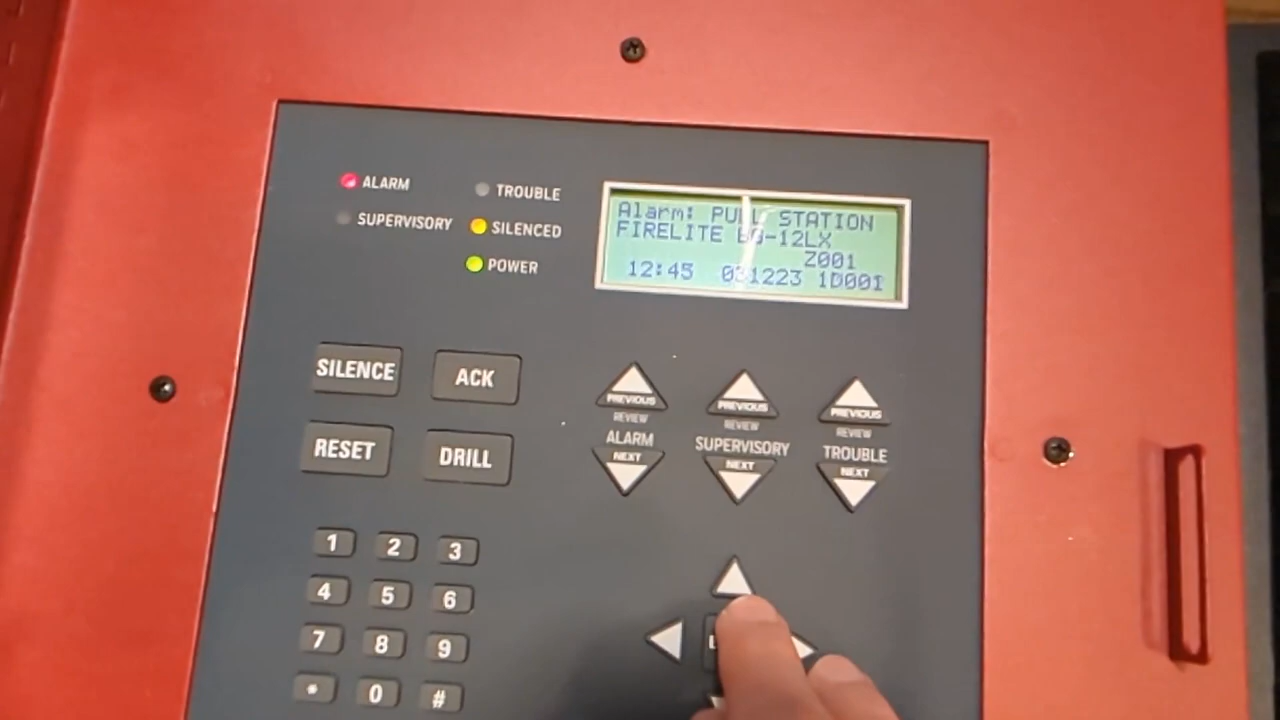 ALARM
TROUBLE
SUPERVISORY
SILENCED
POWER
Alarm: PULL STATION
FIRELITE BG-12LX
Z001
12:45 031223 1D001
SILENCE
ACK
RESET
DRILL
PREVIOUS
REVIEW
ALARM
NEXT
PREVIOUS
REVIEW
SUPERVISORY
NEXT
PREVIOUS
REVIEW
TROUBLE
NEXT
1 2 3
4 5 6
7 8 9
* 0 #